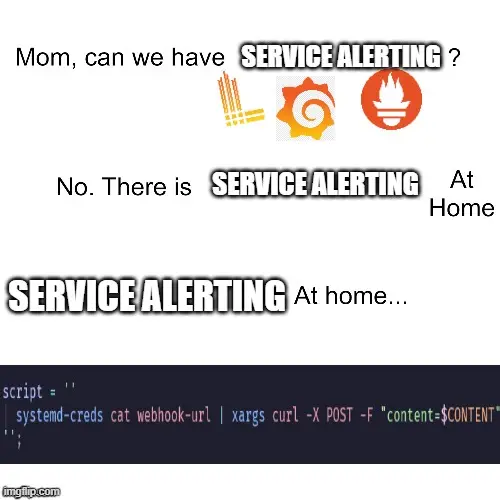 Mom, can we have SERVICE ALERTING ?
No. There is SERVICE ALERTING At Home
SERVICE ALERTING At home...
script = ''
systemd-creds cat webhook-url | xargs curl -X POST -F "content=$CONTENT"
'';
imgflip.com